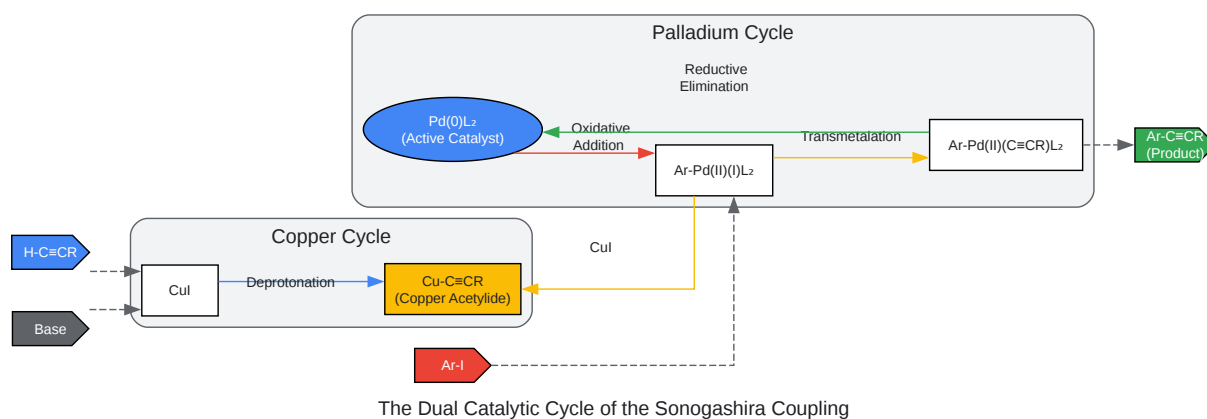 Palladium Cycle
Reductive
Elimination
Pd(0)L₂
(Active Catalyst)
Oxidative
Addition
Transmetalation
Ar-Pd(II)(C≡CR)L₂
Ar-C≡CR
(Product)
Ar-Pd(II)(I)L₂
Copper Cycle
H-C≡CR
CuI
CuI
Deprotonation
Cu-C≡CR
(Copper Acetylide)
Base
Ar-I
The Dual Catalytic Cycle of the Sonogashira Coupling